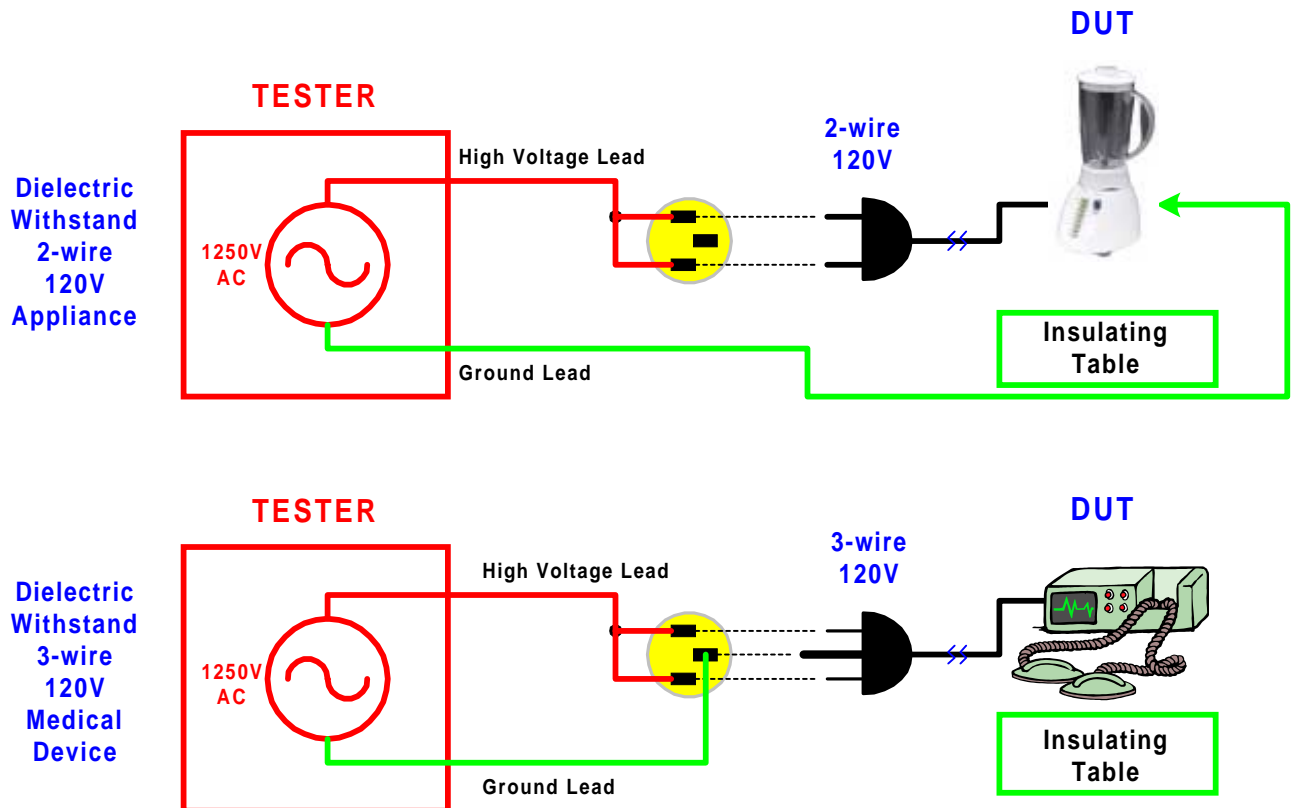 DUT
TESTER
2-wire
120V
High Voltage Lead
Dielectric
Withstand
2-wire
120V
Appliance
1250V
AC
Insulating
Table
Ground Lead
DUT
TESTER
3-wire
120V
High Voltage Lead
Dielectric
Withstand
3-wire
120V
Medical
Device
1250V
AC
Insulating
Table
Ground Lead